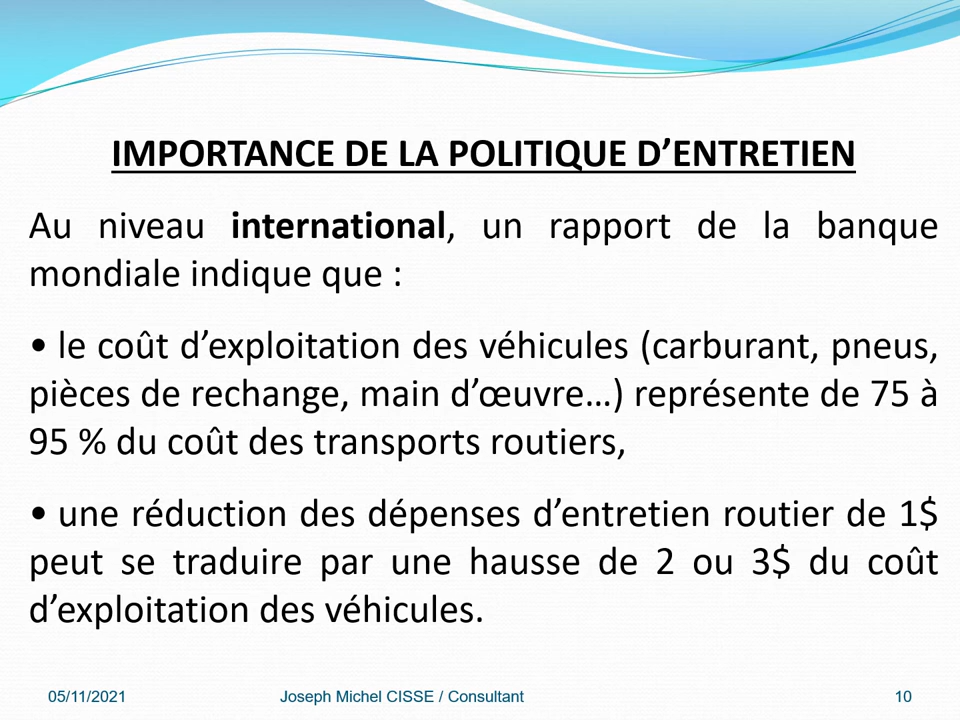 IMPORTANCE DE LA POLITIQUE D’ENTRETIEN
Au niveau international, un rapport de la banque
mondiale indique que :
• le coût d’exploitation des véhicules (carburant, pneus,
pièces de rechange, main d’œuvre…) représente de 75 à
95 % du coût des transports routiers,
• une réduction des dépenses d’entretien routier de 1$
peut se traduire par une hausse de 2 ou 3$ du coût
d’exploitation des véhicules.
05/11/2021 Joseph Michel CISSE / Consultant 10